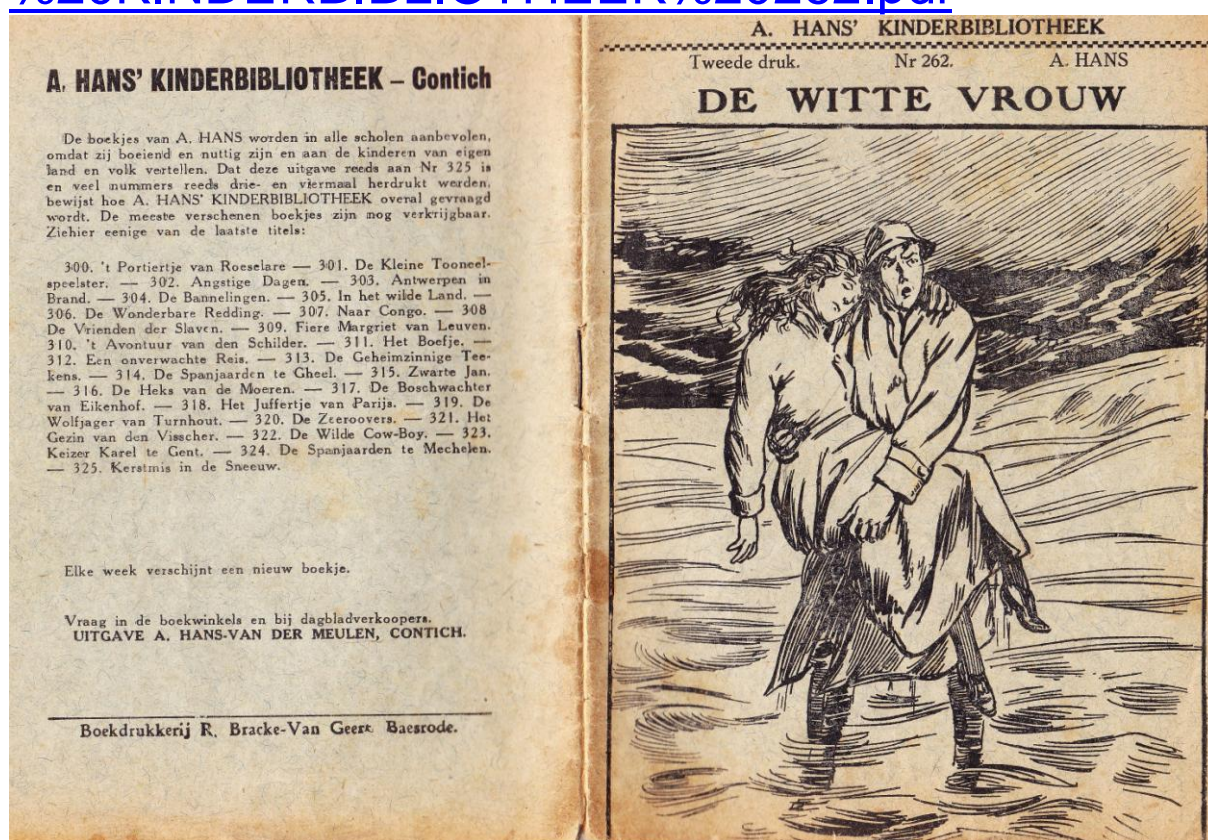 %20KINDERBIBLIOTHEEK%20262.pdf
A. HANS' KINDERBIBLIOTHEEK – Contich
De boekjes van A. HANS worden in alle scholen aanbevolen,
omdat zij boeiend en nuttig zijn en aan de kinderen van eigen
land en volk vertellen. Dat deze uitgave reeds aan Nr 325 is
en veel nummers reeds drie- en viermaal herdrukt werden,
bewijst hoe A. HANS' KINDERBIBLIOTHEEK overal gevraagd
wordt. De meeste verschenen boekjes zijn nog verkrijgbaar.
Ziehier eenige van de laatste titels:
300. 't Portiertje van Roeselare — 301. De Kleine Tooneel-
speelster. — 302. Angstige Dagen. — 303. Antwerpen in
Brand. — 304. De Bannelingen. — 305. In het wilde Land. —
306. De Wonderbare Redding. — 307. Naar Congo. — 308
De Vrienden der Slaven. — 309. Fiere Margriet van Leuven.
310. 't Avontuur van den Schilder. — 311. Het Boefje. —
312. Een onverwachte Reis. — 313. De Geheimzinnige Tee-
kens. — 314. De Spanjaarden te Gheel. — 315. Zwarte Jan.
— 316. De Heks van de Moeren. — 317. De Boschwachter
van Eikenhof. — 318. Het Juffertje van Parijs. — 319. De
Wolfjager van Turnhout. — 320. De Zeeroovers. — 321. Het
Gezin van den Visscher. — 322. De Wilde Cow-Boy. — 323.
Keizer Karel te Gent. — 324. De Spanjaarden te Mechelen.
— 325. Kerstmis in de Sneeuw.
Elke week verschijnt een nieuw boekje.
Vraag in de boekwinkels en bij dagbladverkoopers.
UITGAVE A. HANS-VAN DER MEULEN, CONTICH.
Boekdrukkerij R. Bracke-Van Geert Baesrode.
A. HANS' KINDERBIBLIOTHEEK
Tweede druk. Nr 262. A. HANS
DE WITTE VROUW